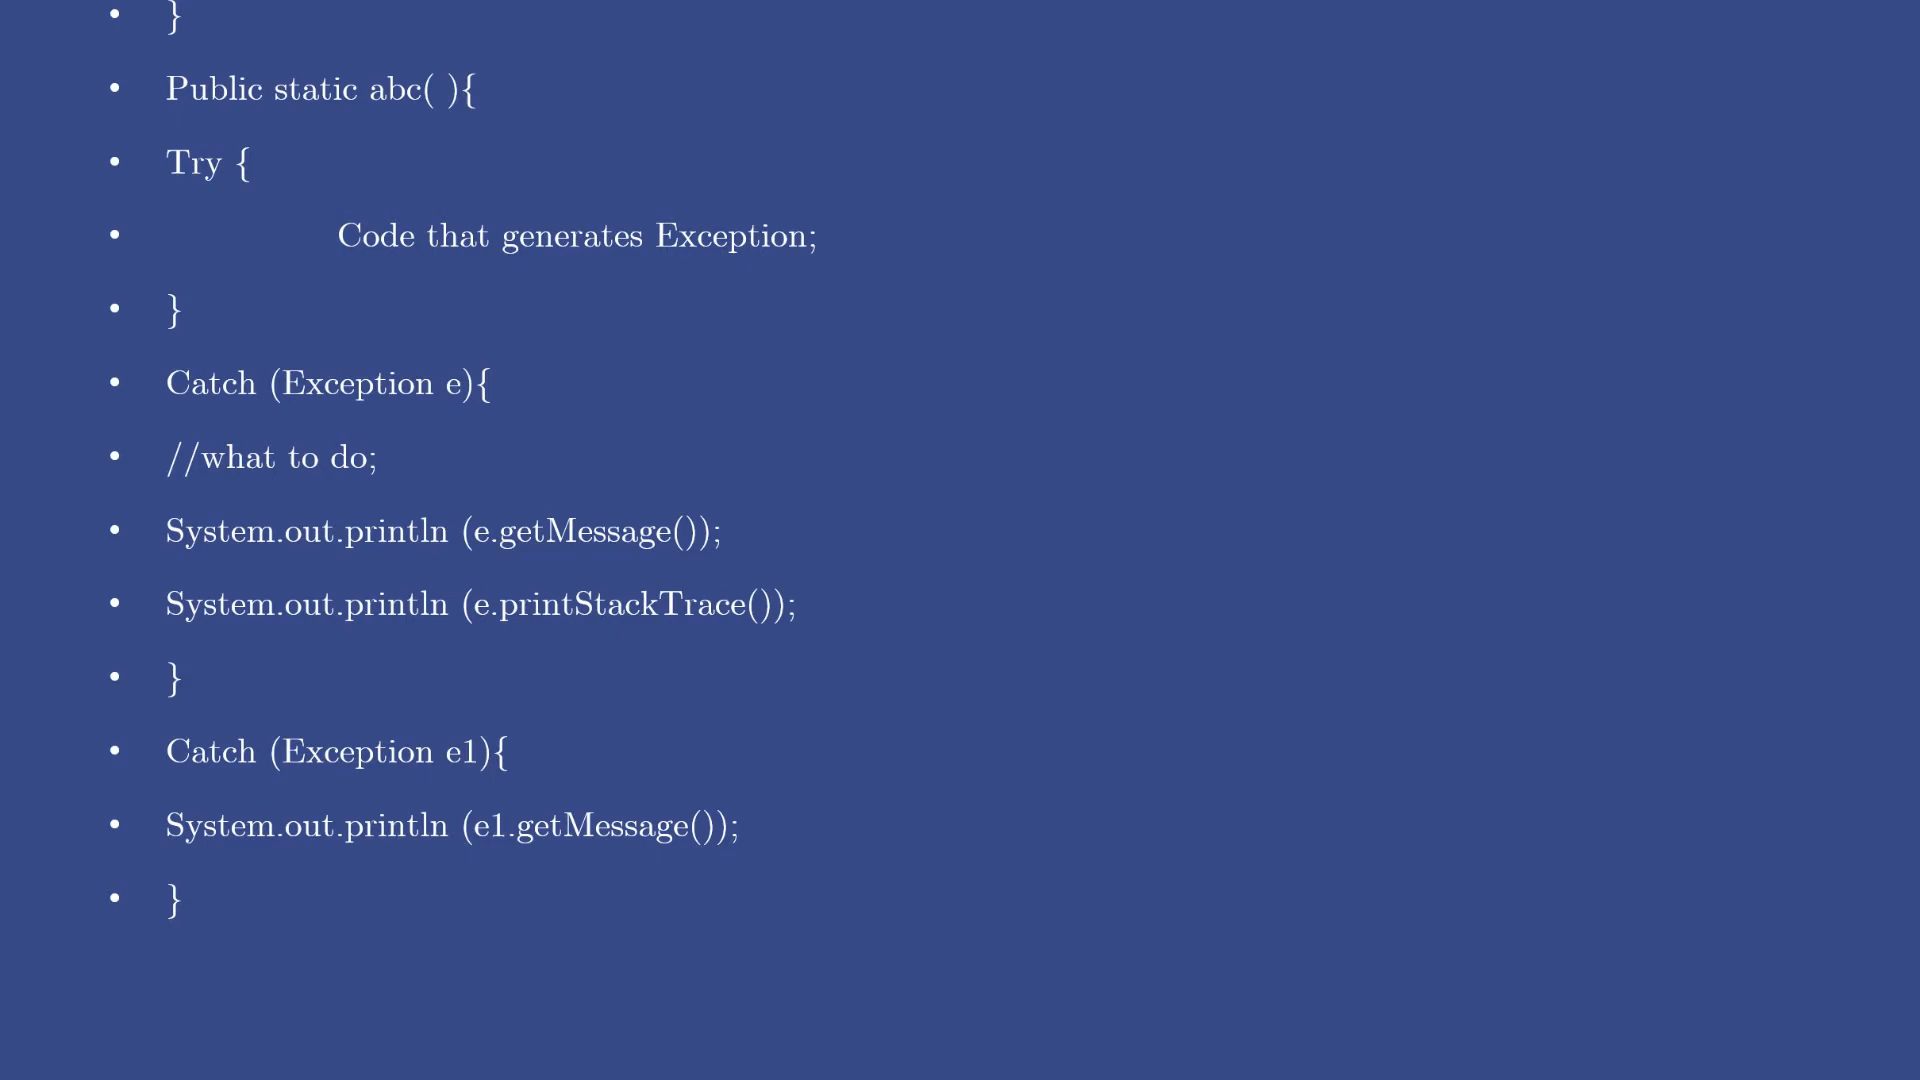 • }
• Public static abc( ){
• Try {
• Code that generates Exception;
• }
• Catch (Exception e){
• //what to do;
• System.out.println (e.getMessage());
• System.out.println (e.printStackTrace());
• }
• Catch (Exception e1){
• System.out.println (e1.getMessage());
• }